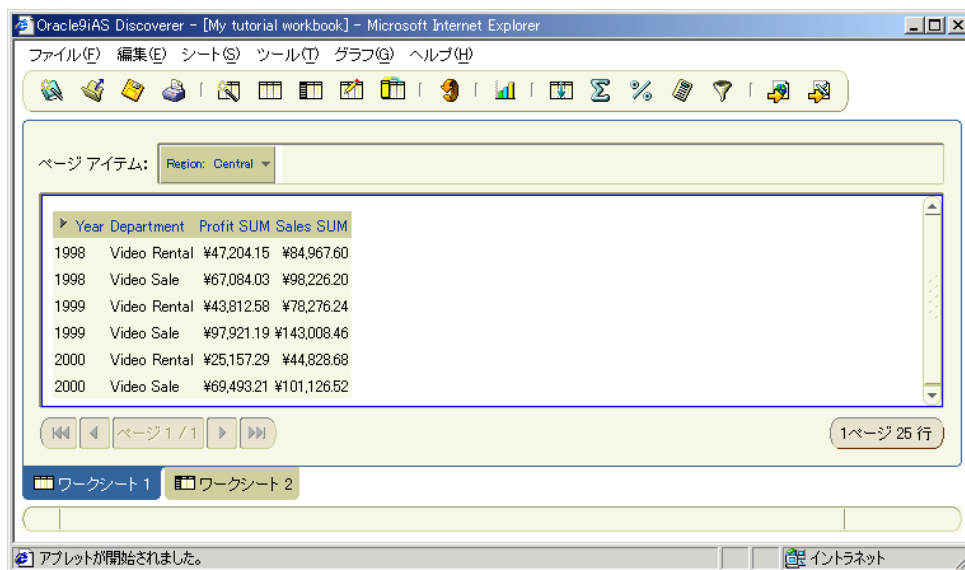 Oracle9iAS Discoverer - [My tutorial workbook] - Microsoft Internet Explorer
ファイル(F) 編集(E) シート(S) ツール(T) グラフ(G) ヘルプ(H)
ページ アイテム: Region: Central
Year Department Profit SUM Sales SUM
1998 Video Rental ¥47,204.15 ¥84,967.60
1998 Video Sale ¥67,084.03 ¥98,226.20
1999 Video Rental ¥43,812.58 ¥78,276.24
1999 Video Sale ¥97,921.19 ¥143,008.46
2000 Video Rental ¥25,157.29 ¥44,828.68
2000 Video Sale ¥69,493.21 ¥101,126.52
ページ 1 / 1 1ページ 25 行
ワークシート 1 ワークシート 2
アプレットが開始されました。 イントラネット